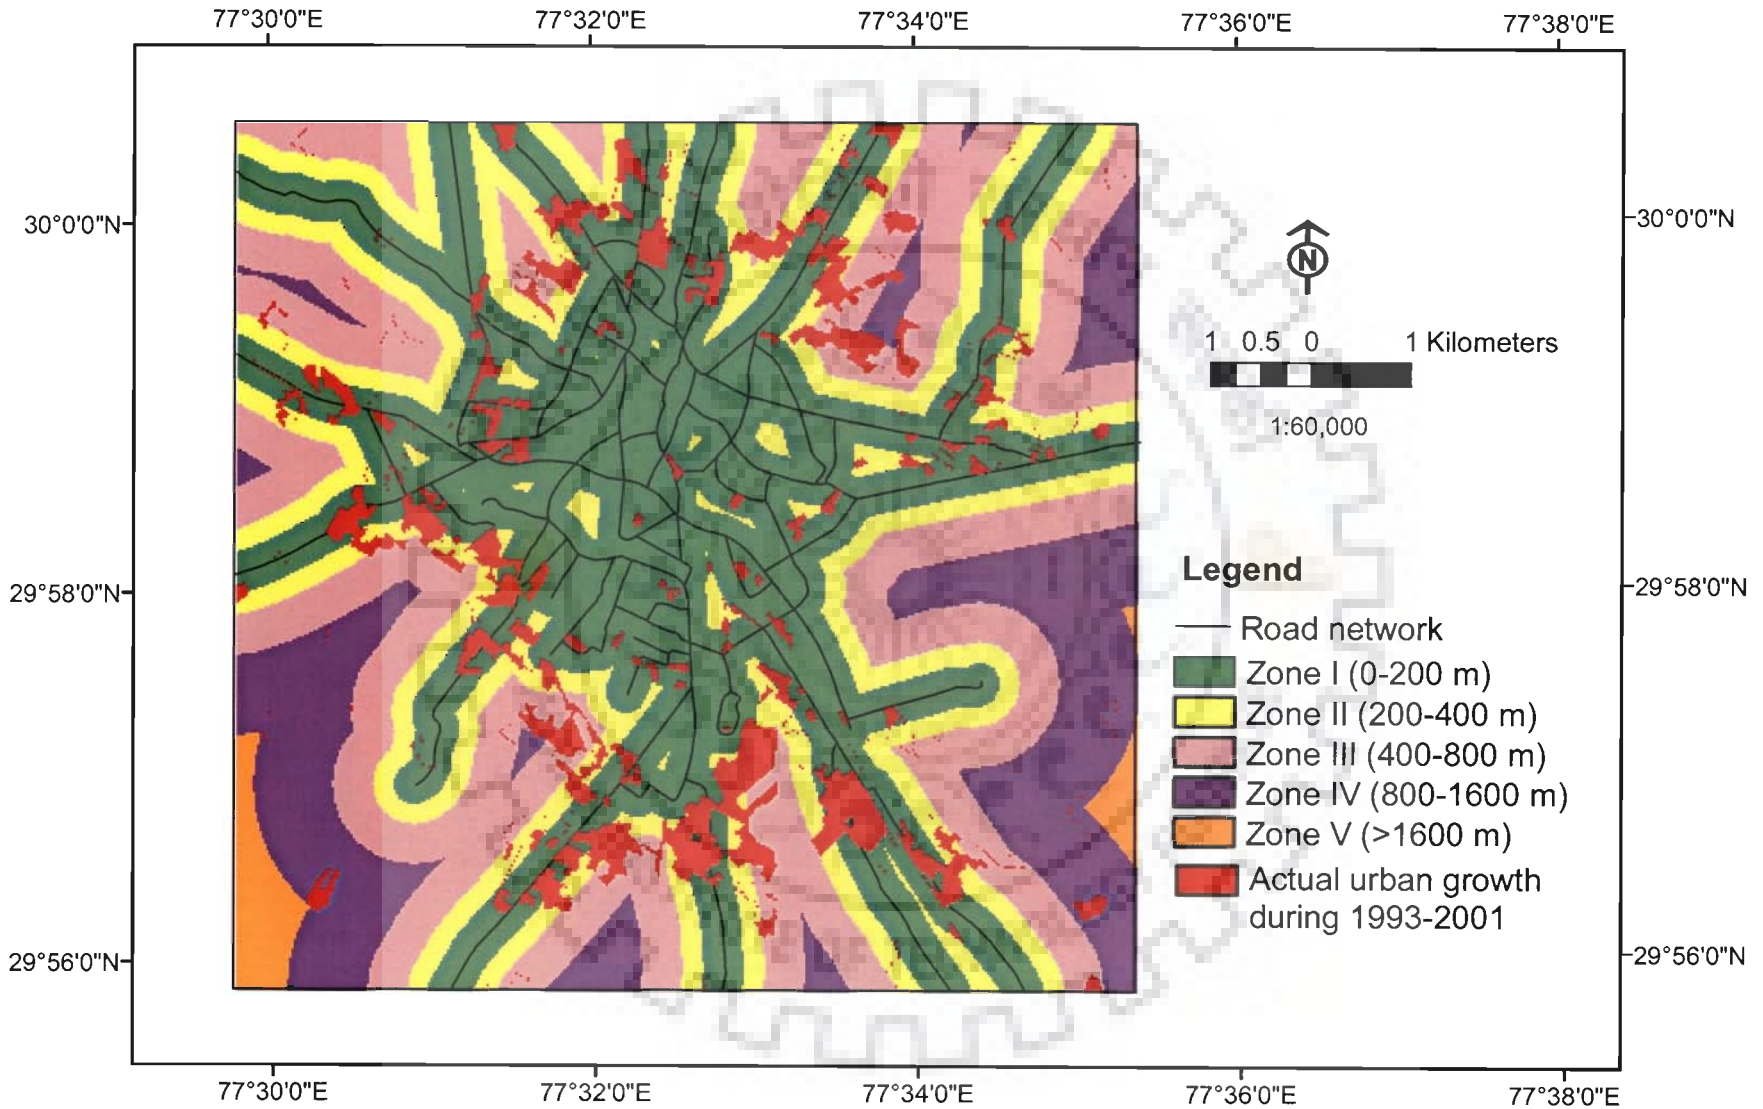 77°30'0"E 77°32'0"E 77°34'0"E 77°36'0"E 77°38'0"E
30°0'0"N 30°0'0"N
N
1 0.5 0 1 Kilometers
1:60,000
Legend
29°58'0"N 29°58'0"N
Road network
Zone I (0-200 m)
Zone II (200-400 m)
Zone III (400-800 m)
Zone IV (800-1600 m)
Zone V (>1600 m)
Actual urban growth
during 1993-2001
29°56'0"N 29°56'0"N
77°30'0"E 77°32'0"E 77°34'0"E 77°36'0"E 77°38'0"E